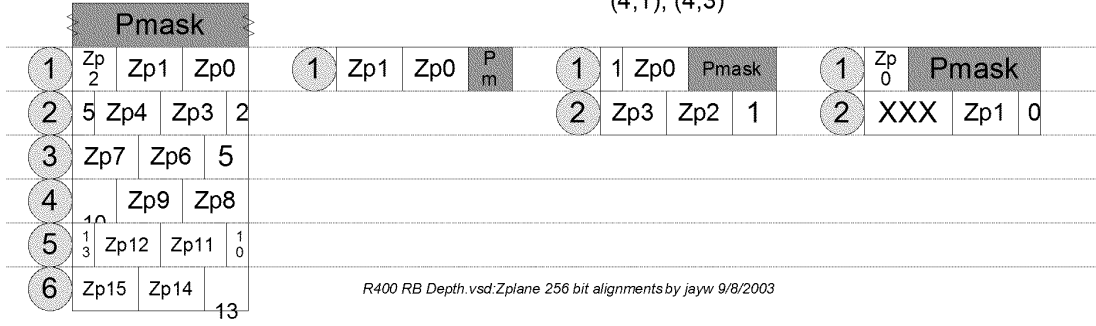 (4,1), (4,3)
Pmask
1 Zp2 Zp1 Zp0 1 Zp1 Zp0 Pm 1 1 Zp0 Pmask 1 Zp0 Pmask
2 5 Zp4 Zp3 2 2 Zp3 Zp2 1 2 XXX Zp1 0
3 Zp7 Zp6 5
4 10 Zp9 Zp8
5 13 Zp12 Zp11 10
6 Zp15 Zp14 13
R400 RB Depth.vsd:Zplane 256 bit alignments by jayw 9/8/2003